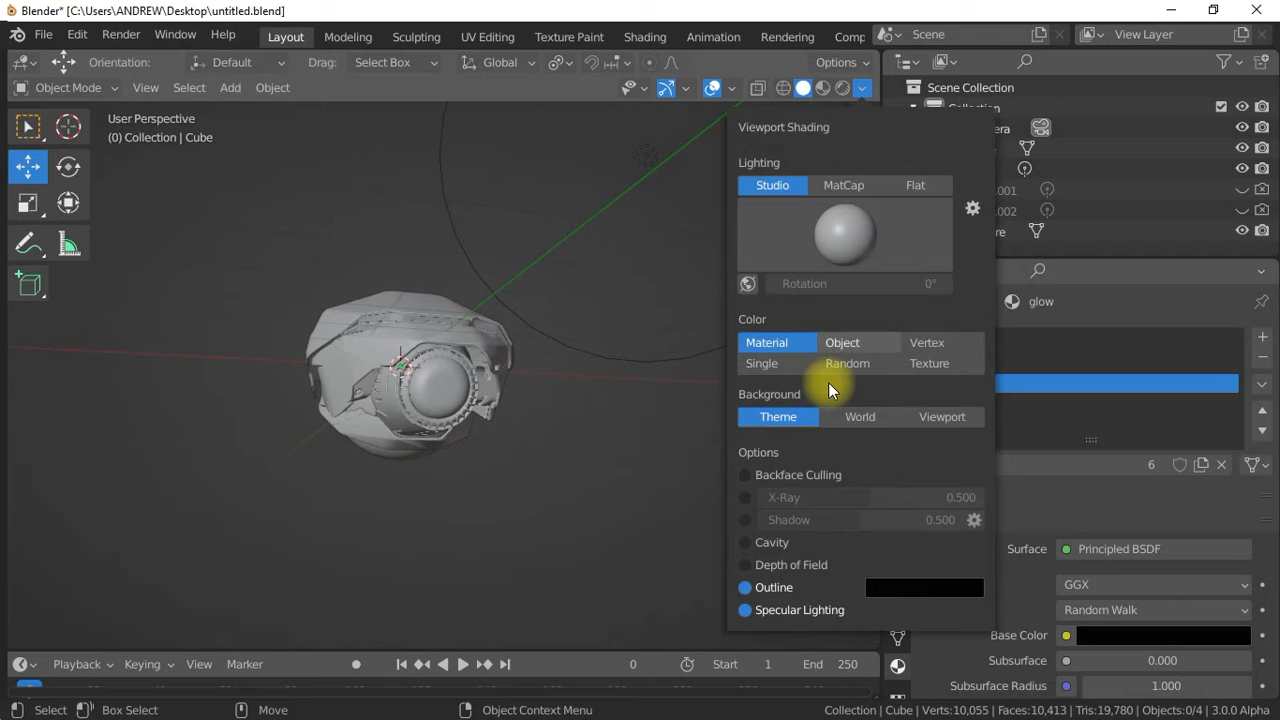 Blender* [C:\Users\ANDREW\Desktop\untitled.blend]
File Edit Render Window Help Layout Modeling Sculpting UV Editing Texture Paint Shading Animation Rendering Comp Scene View Layer
Orientation: Default Drag: Select Box Global Options
Object Mode View Select Add Object
Scene Collection
Collection
User Perspective
(0) Collection | Cube
Viewport Shading
Lighting
Studio MatCap Flat
.001
.002
Rotation 0°
glow
Color
Material Object Vertex
Single Random Texture
Background
Theme World Viewport
Options
Backface Culling
6
X-Ray 0.500
Shadow 0.500
Cavity
Surface Principled BSDF
Depth of Field
GGX
Outline
Random Walk
Specular Lighting
Base Color
Subsurface 0.000
Subsurface Radius 1.000
Playback Keying View Marker 0 Start 1 End 250
Select Box Select Move Object Context Menu Collection | Cube Verts:10,055 Faces:10,413 Tris:19,780 Objects:0/4 3.0.0 Alpha